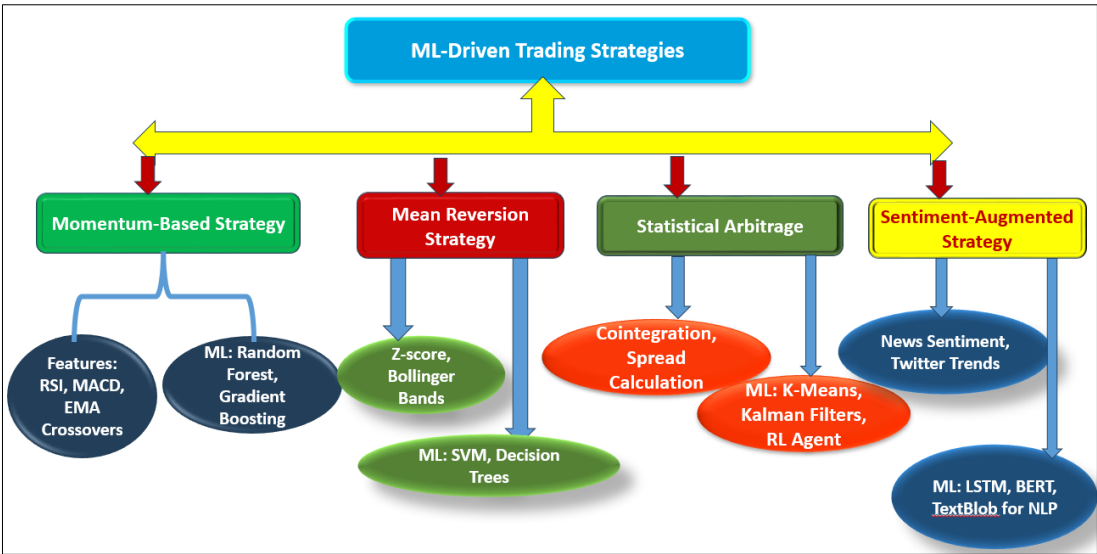 ML-Driven Trading Strategies
Momentum-Based Strategy
Mean Reversion
Strategy
Statistical Arbitrage
Sentiment-Augmented
Strategy
Features:
RSI, MACD,
EMA
Crossovers
ML: Random
Forest,
Gradient
Boosting
Z-score,
Bollinger
Bands
ML: SVM, Decision
Trees
Cointegration,
Spread
Calculation
ML: K-Means,
Kalman Filters,
RL Agent
News Sentiment,
Twitter Trends
ML: LSTM, BERT,
TextBlob for NLP